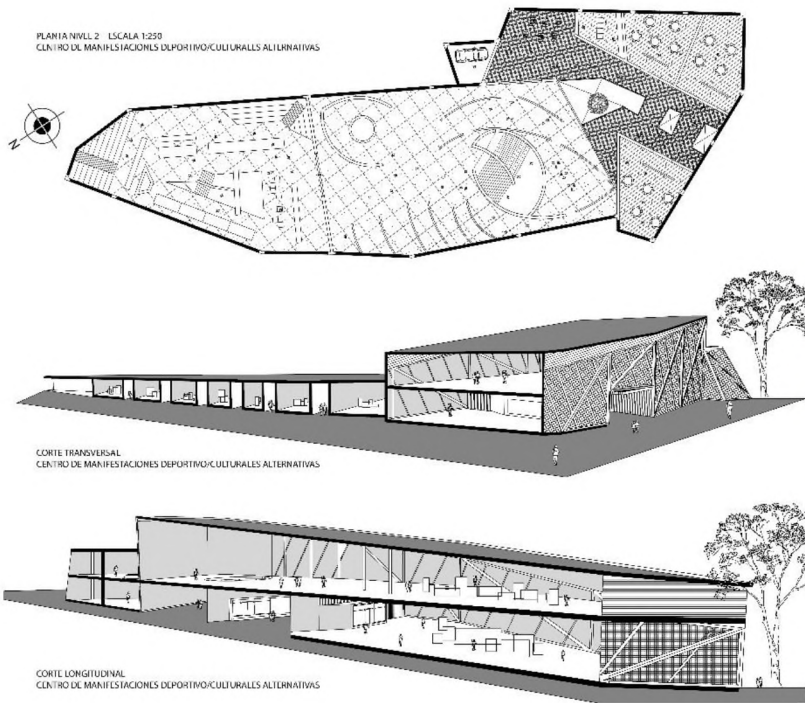 PLANTA NIVEL 2 ESCALA 1:250
CENTRO DE MANIFESTACIONES DEPORTIVO/CULTURALES ALTERNATIVAS
N
CORTE TRANSVERSAL
CENTRO DE MANIFESTACIONES DEPORTIVO/CULTURALES ALTERNATIVAS
CORTE LONGITUDINAL
CENTRO DE MANIFESTACIONES DEPORTIVO/CULTURALES ALTERNATIVAS